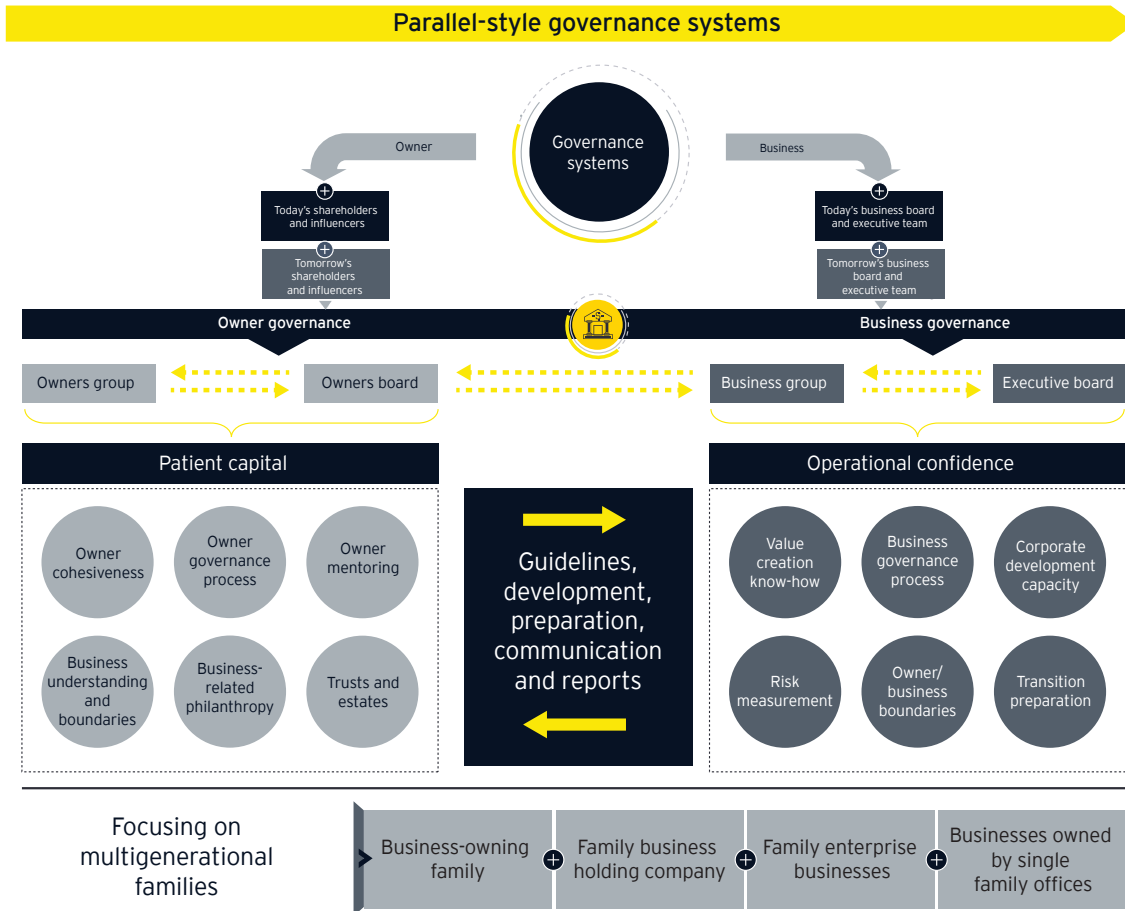 Parallel-style governance systems
Governance
systems
Owner
Business
Today's shareholders
and influencers
Tomorrow's
shareholders
and influencers
Today's business board
and executive team
Tomorrow's business
board and
executive team
Owner governance
Business governance
Owners group
Owners board
Business group
Executive board
Patient capital
Owner
cohesiveness
Owner
governance
process
Owner
mentoring
Business
understanding
and
boundaries
Business-
related
philanthropy
Trusts and
estates
Guidelines,
development,
preparation,
communication
and reports
Operational confidence
Value
creation
know-how
Business
governance
process
Corporate
development
capacity
Risk
measurement
Owner/
business
boundaries
Transition
preparation
Focusing on
multigenerational
families
Business-owning
family
Family business
holding company
Family enterprise
businesses
Businesses owned
by single
family offices